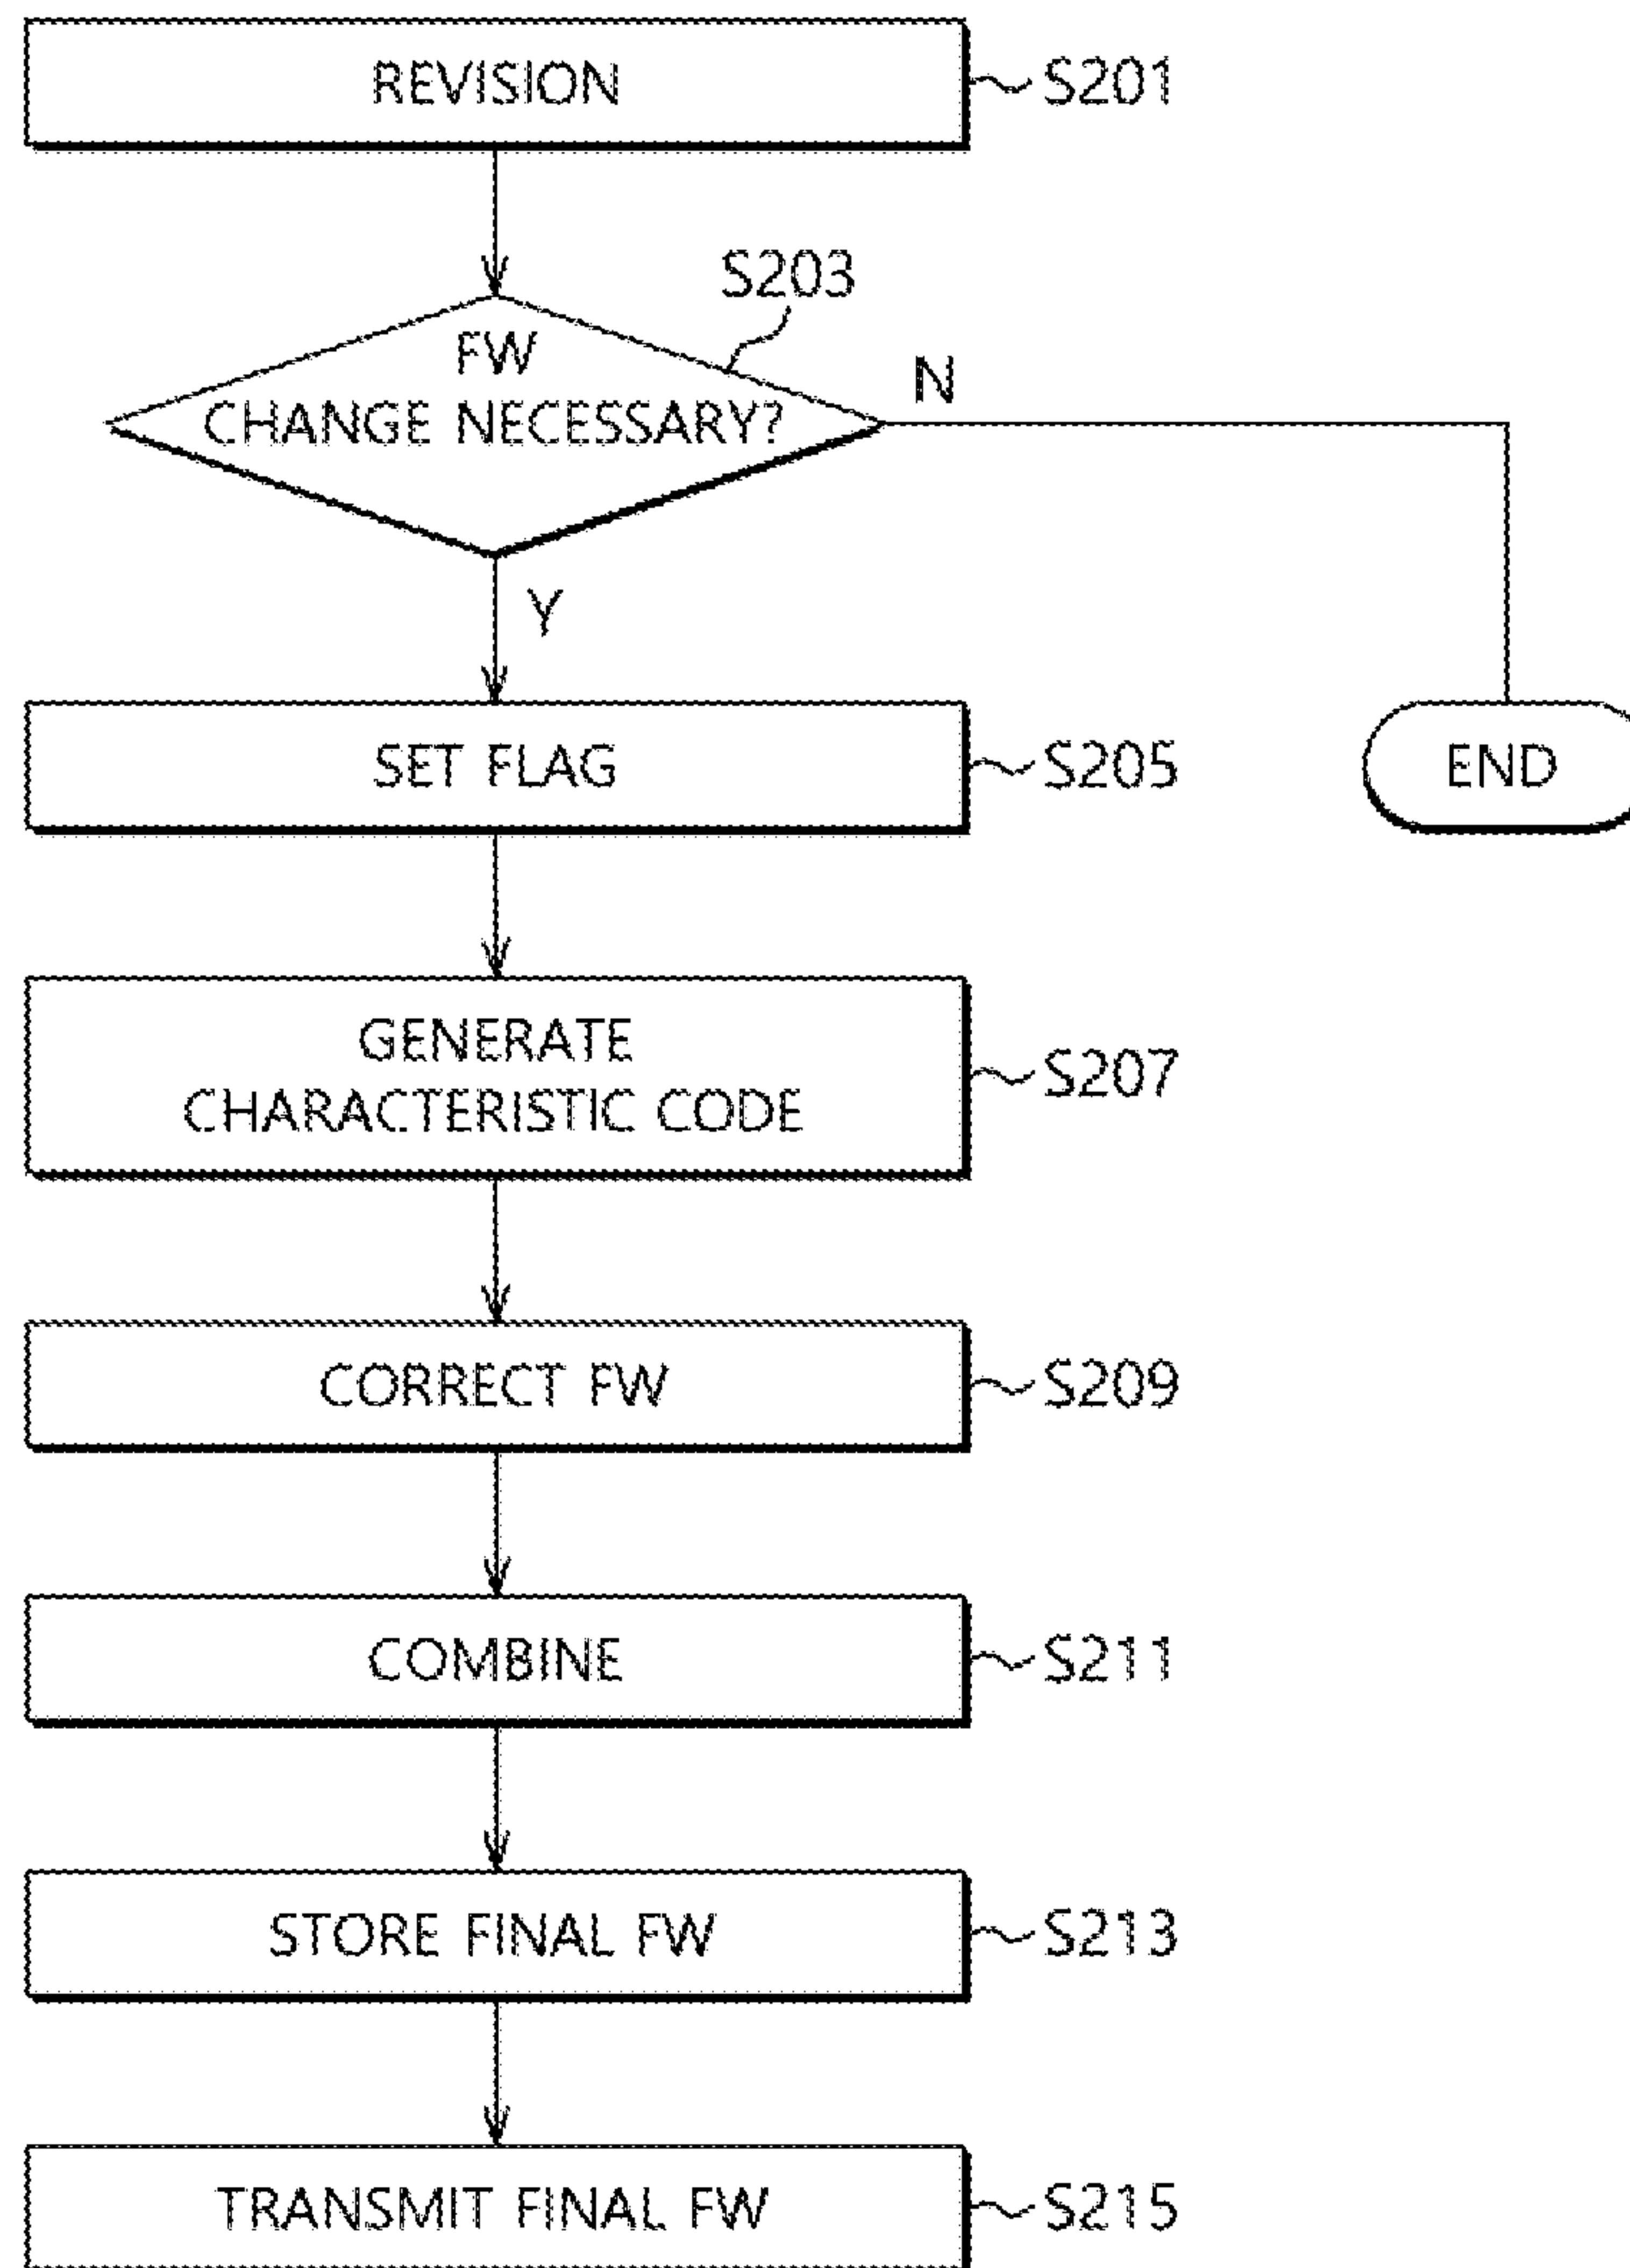 REVISION
S201
S203
FW
CHANGE NECESSARY?
N
Y
SET FLAG
S205
END
GENERATE
CHARACTERISTIC CODE
S207
CORRECT FW
S209
COMBINE
S211
STORE FINAL FW
S213
TRANSMIT FINAL FW
S215